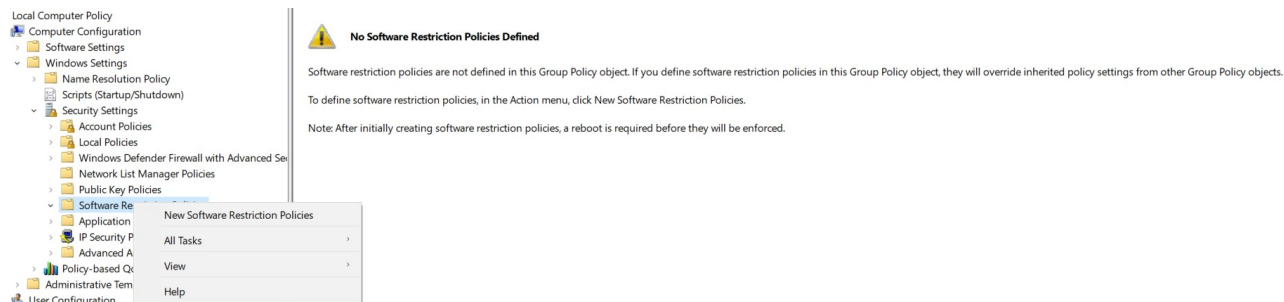 Local Computer Policy
Computer Configuration
Software Settings
Windows Settings
Name Resolution Policy
Scripts (Startup/Shutdown)
Security Settings
Account Policies
Local Policies
Windows Defender Firewall with Advanced Se
Network List Manager Policies
Public Key Policies
Software Re
Application
IP Security P
Advanced A
Policy-based Qo
Administrative Tem
User Configuration
New Software Restriction Policies
All Tasks
View
Help
No Software Restriction Policies Defined
Software restriction policies are not defined in this Group Policy object. If you define software restriction policies in this Group Policy object, they will override inherited policy settings from other Group Policy objects.
To define software restriction policies, in the Action menu, click New Software Restriction Policies.
Note: After initially creating software restriction policies, a reboot is required before they will be enforced.